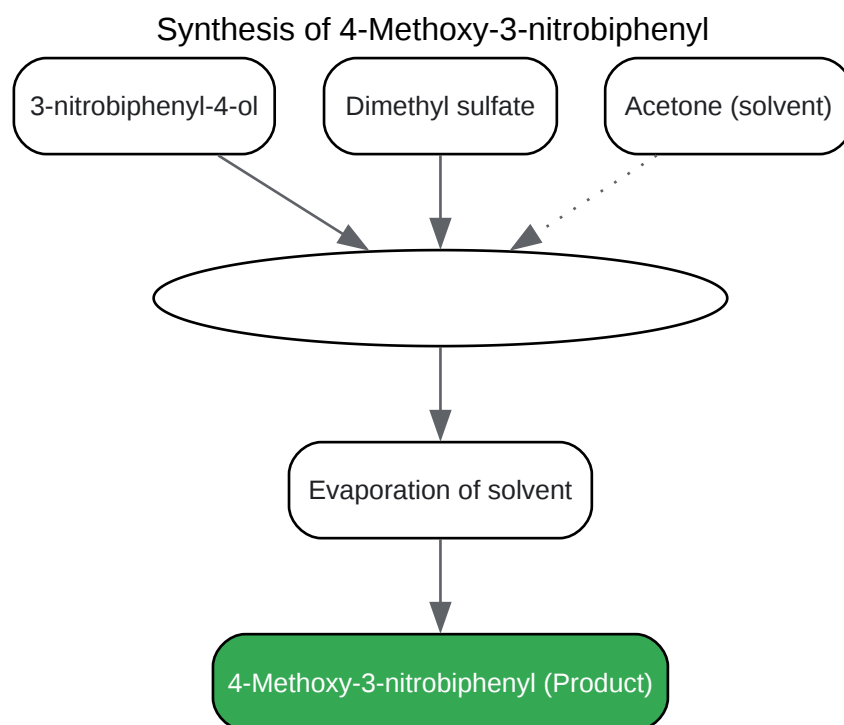 Synthesis of 4-Methoxy-3-nitrobiphenyl
3-nitrobiphenyl-4-ol
Dimethyl sulfate
Acetone (solvent)
Evaporation of solvent
4-Methoxy-3-nitrobiphenyl (Product)